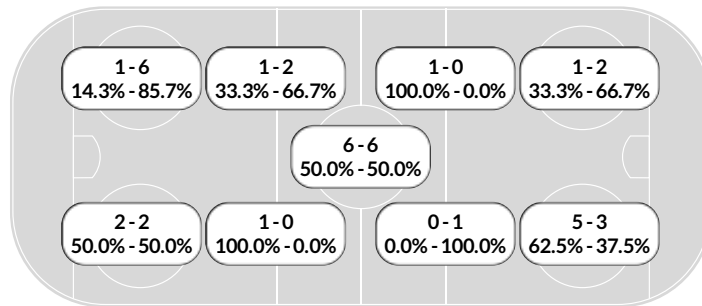 1 - 6
14.3% - 85.7%
1 - 2
33.3% - 66.7%
1 - 0
100.0% - 0.0%
1 - 2
33.3% - 66.7%
6 - 6
50.0% - 50.0%
2 - 2
50.0% - 50.0%
1 - 0
100.0% - 0.0%
0 - 1
0.0% - 100.0%
5 - 3
62.5% - 37.5%